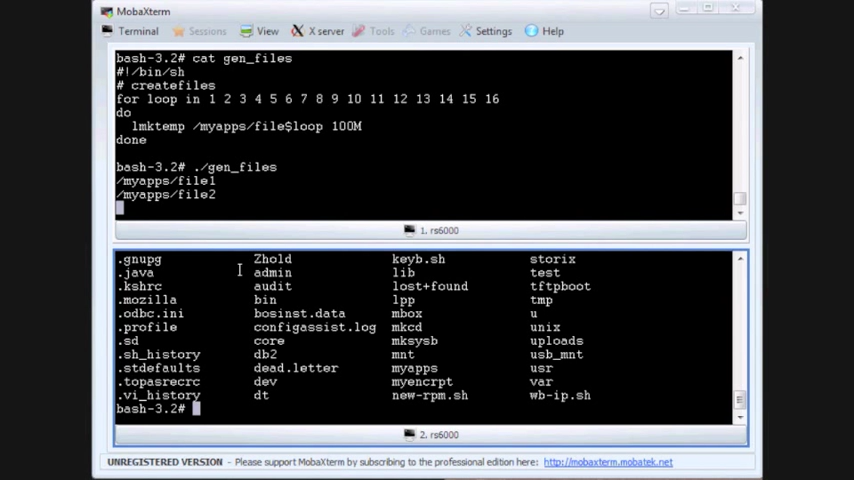 MobaXterm
Terminal Sessions View X server Tools Games Settings Help
bash-3.2# cat gen_files
#!/bin/sh
# createfiles
for loop in 1 2 3 4 5 6 7 8 9 10 11 12 13 14 15 16
do
lmktemp /myapps/file$loop 100M
done
bash-3.2# ./gen_files
/myapps/file1
/myapps/file2
1. rs6000
.gnupg Zhold keyb.sh storix
.java admin lib test
.kshrc audit lost+found tftpboot
.mozilla bin lpp tmp
.odbc.ini bosinst.data mbox u
.profile configassist.log mkcd unix
.sd core mksysb uploads
.sh_history db2 mnt usb_mnt
.stdefaults dead.letter myapps usr
.topasrecrc dev myencrpt var
.vi_history dt new-rpm.sh wb-ip.sh
bash-3.2#
2. rs6000
UNREGISTERED VERSION - Please support MobaXterm by subscribing to the professional edition here: http://mobaxterm.mobatek.net